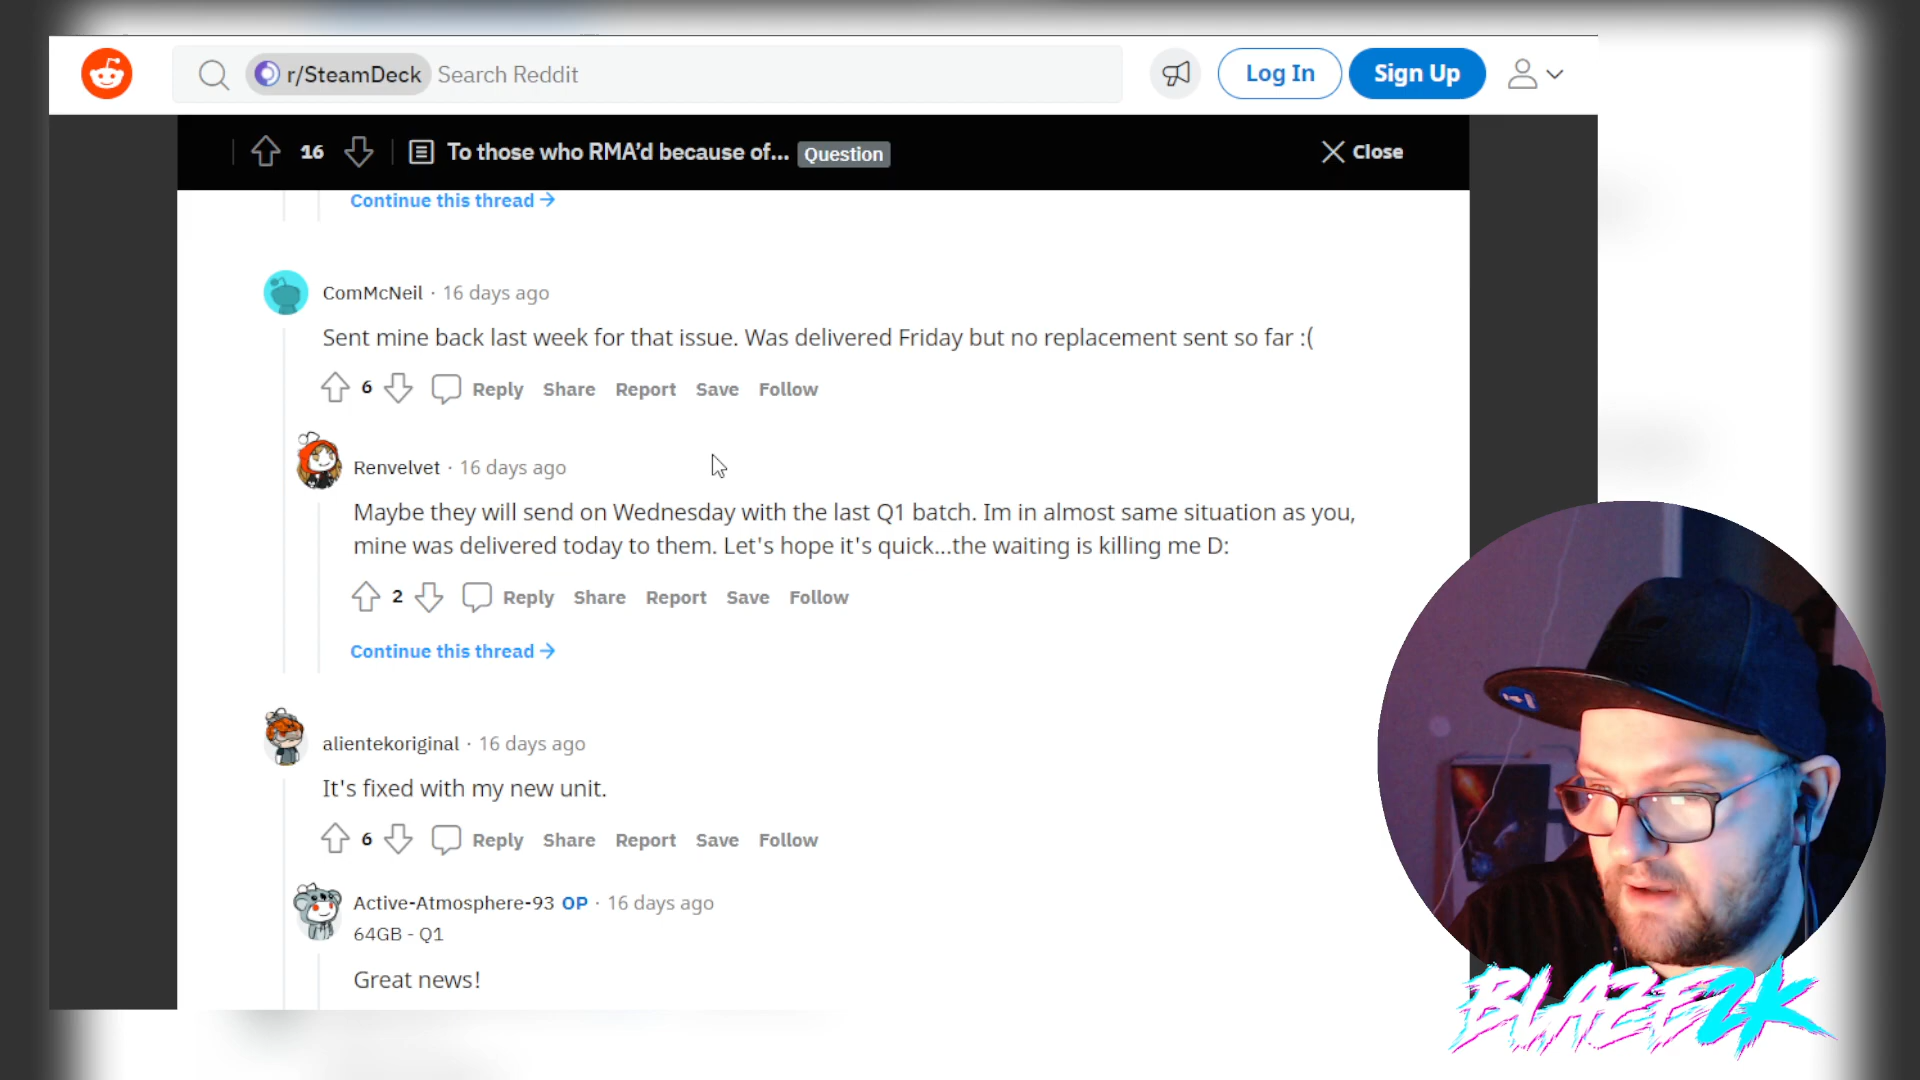 r/SteamDeck Search Reddit Log In Sign Up
16 To those who RMA'd because of... Question Close
Continue this thread →
ComMcNeil · 16 days ago
Sent mine back last week for that issue. Was delivered Friday but no replacement sent so far :(
6 Reply Share Report Save Follow
Renvelvet · 16 days ago
Maybe they will send on Wednesday with the last Q1 batch. Im in almost same situation as you,
mine was delivered today to them. Let's hope it's quick...the waiting is killing me D:
2 Reply Share Report Save Follow
Continue this thread →
alientekoriginal · 16 days ago
It's fixed with my new unit.
6 Reply Share Report Save Follow
Active-Atmosphere-93 OP · 16 days ago
64GB - Q1
Great news!
BLAZE2K